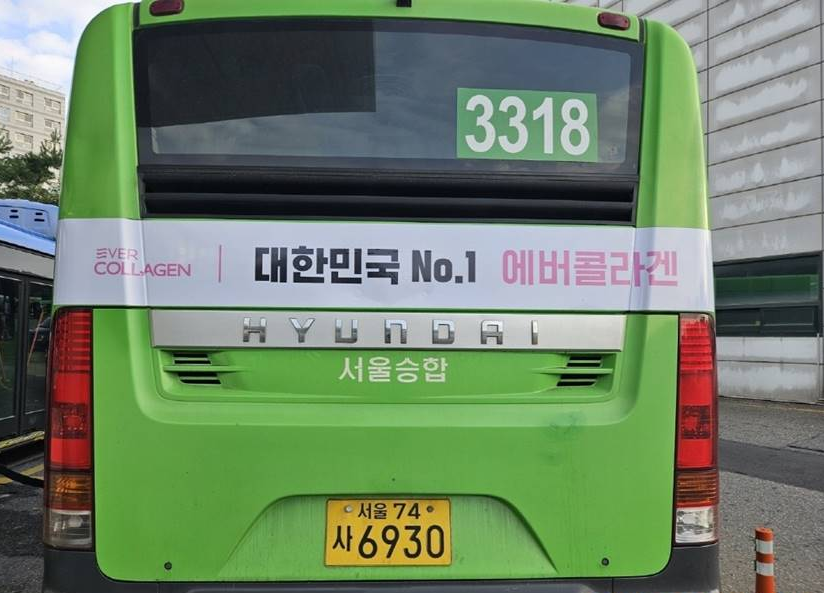 3318
EVER
COLLAGEN
대한민국 No.1 에버콜라겐
HYUNDAI
서울승합
서울 74
사 6930